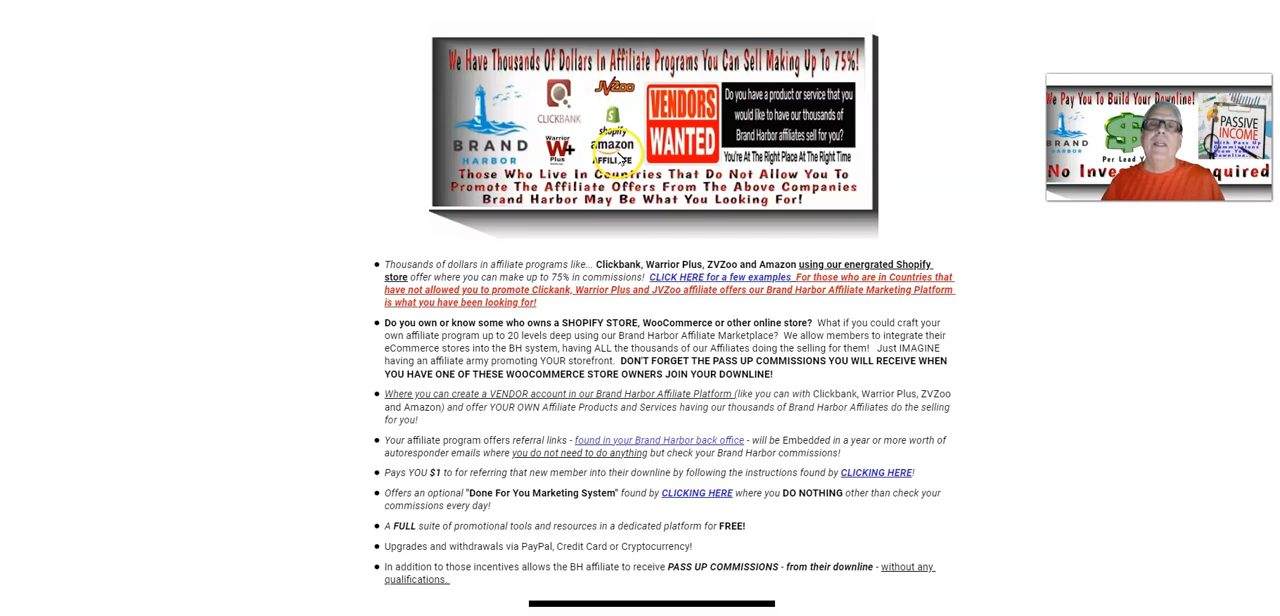 We Have Thousands Of Dollars In Affiliate Programs You Can Sell Making Up To 75%!
BRAND
HARBOR
CLICKBANK
JVZoo
shopify
Warrior
W+
Plus
amazon
VENDORS
WANTED
Do you have a product or service that you
would like to have our thousands of
Brand Harbor affiliates sell for you?
You're At The Right Place At The Right Time
Those Who Live In Countries That Do Not Allow You To
Promote The Affiliate Offers From The Above Companies
Brand Harbor May Be What You Looking For!
We Pay You To Build Your Downline!
BRAND
HARBOR
Per Lead
PASSIVE
INCOME
With Pass Up
Commissions
From Your
Downline.
• Thousands of dollars in affiliate programs like... Clickbank, Warrior Plus, ZVZoo and Amazon using our energrated Shopify
store offer where you can make up to 75% in commissions! CLICK HERE for a few examples For those who are in Countries that
have not allowed you to promote Clickank, Warrior Plus and JVZoo affiliate offers our Brand Harbor Affiliate Marketing Platform
is what you have been looking for!
• Do you own or know some who owns a SHOPIFY STORE, WooCommerce or other online store? What if you could craft your
own affiliate program up to 20 levels deep using our Brand Harbor Affiliate Marketplace? We allow members to integrate their
eCommerce stores into the BH system, having ALL the thousands of our Affiliates doing the selling for them! Just IMAGINE
having an affiliate army promoting YOUR storefront. DON'T FORGET THE PASS UP COMMISSIONS YOU WILL RECEIVE WHEN
YOU HAVE ONE OF THESE WOOCOMMERCE STORE OWNERS JOIN YOUR DOWNLINE!
• Where you can create a VENDOR account in our Brand Harbor Affiliate Platform (like you can with Clickbank, Warrior Plus, ZVZoo
and Amazon) and offer YOUR OWN Affiliate Products and Services having our thousands of Brand Harbor Affiliates do the selling
for you!
• Your affiliate program offers referral links - found in your Brand Harbor back office - will be Embedded in a year or more worth of
autoresponder emails where you do not need to do anything but check your Brand Harbor commissions!
• Pays YOU $1 to for referring that new member into their downline by following the instructions found by CLICKING HERE!
• Offers an optional "Done For You Marketing System" found by CLICKING HERE where you DO NOTHING other than check your
commissions every day!
• A FULL suite of promotional tools and resources in a dedicated platform for FREE!
• Upgrades and withdrawals via PayPal, Credit Card or Cryptocurrency!
• In addition to those incentives allows the BH affiliate to receive PASS UP COMMISSIONS - from their downline - without any
qualifications.